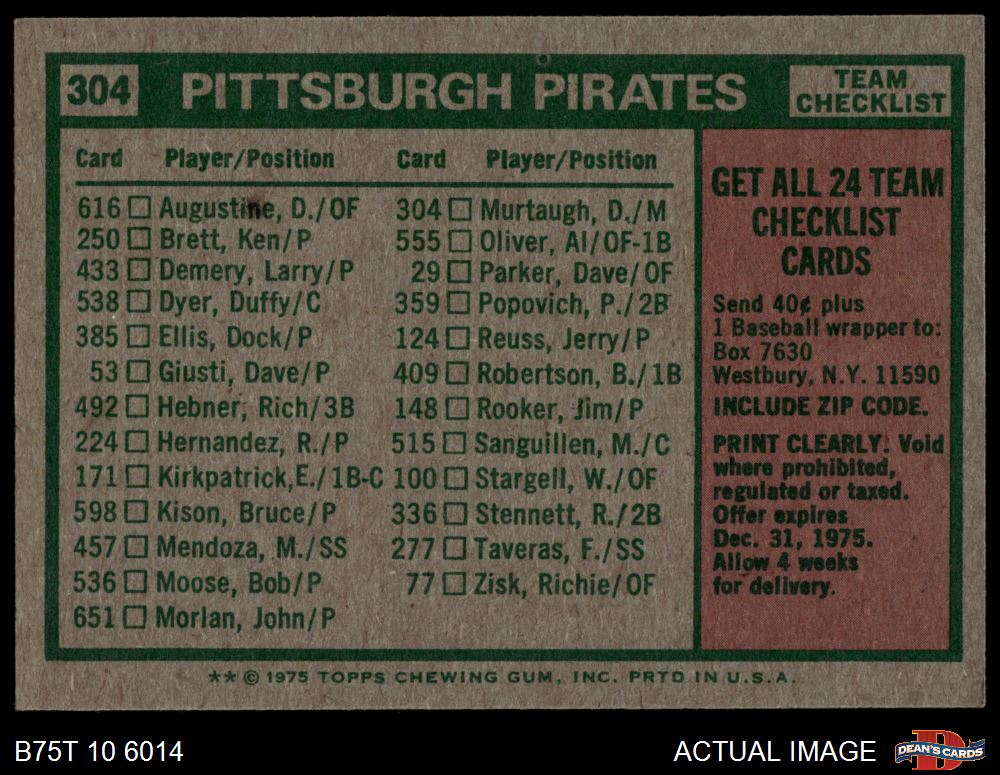 304 PITTSBURGH PIRATES TEAM CHECKLIST
Card Player/Position
616 Augustine, D./OF
250 Brett, Ken/P
433 Demery, Larry/P
538 Dyer, Duffy/C
385 Ellis, Dock/P
53 Giusti, Dave/P
492 Hebner, Rich/3B
224 Hernandez, R./P
171 Kirkpatrick,E./1B-C
598 Kison, Bruce/P
457 Mendoza, M./SS
536 Moose, Bob/P
651 Morlan, John/P
Card Player/Position
304 Murtaugh, D./M
555 Oliver, Al/OF-1B
29 Parker, Dave/OF
359 Popovich, P./2B
124 Reuss, Jerry/P
409 Robertson, B./1B
148 Rooker, Jim/P
515 Sanguillen, M./C
100 Stargell, W./OF
336 Stennett, R./2B
277 Taveras, F./SS
77 Zisk, Richie/OF
GET ALL 24 TEAM
CHECKLIST
CARDS
Send 40¢ plus
1 Baseball wrapper to:
Box 7630
Westbury, N.Y. 11590
INCLUDE ZIP CODE.
PRINT CLEARLY. Void
where prohibited,
regulated or taxed.
Offer expires
Dec. 31, 1975.
Allow 4 weeks
for delivery.
** © 1975 TOPPS CHEWING GUM, INC. PRTD IN U.S.A.
B75T 10 6014
ACTUAL IMAGE
D
DEAN'S CARDS